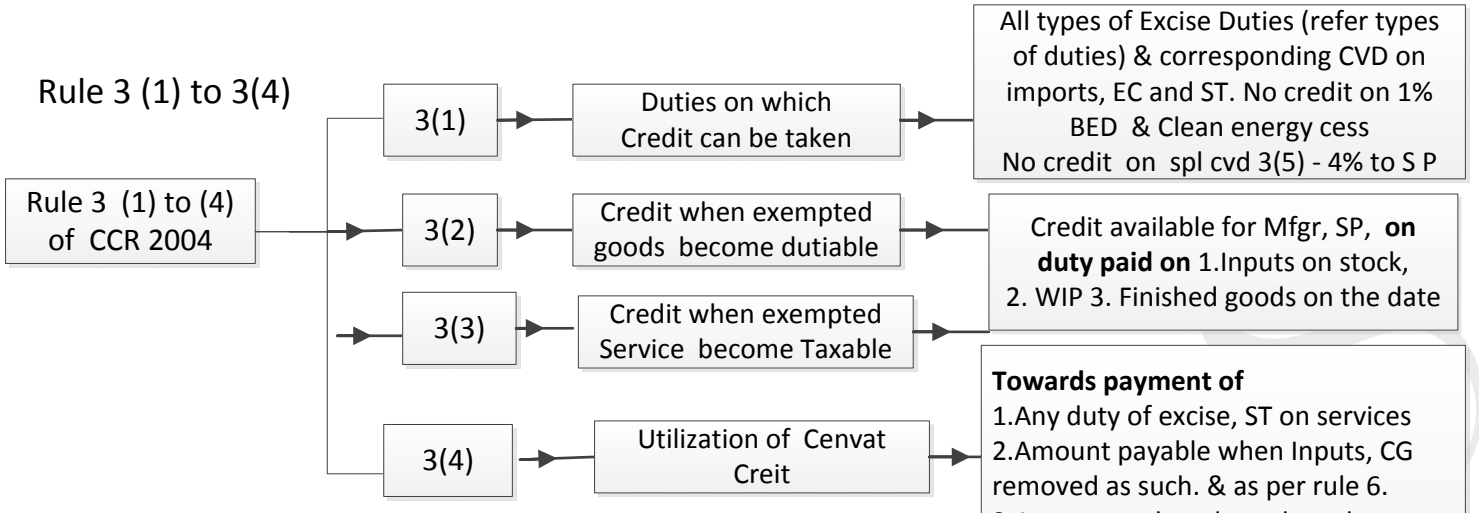 Rule 3 (1) to 3(4)
Rule 3 (1) to (4)
of CCR 2004
3(1)
Duties on which
Credit can be taken
All types of Excise Duties (refer types
of duties) & corresponding CVD on
imports, EC and ST. No credit on 1%
BED & Clean energy cess
No credit on spl cvd 3(5) - 4% to S P
3(2)
Credit when exempted
goods become dutiable
Credit available for Mfgr, SP, on
duty paid on 1.Inputs on stock,
2. WIP 3. Finished goods on the date
3(3)
Credit when exempted
Service become Taxable
3(4)
Utilization of Cenvat
Creit
Towards payment of
1.Any duty of excise, ST on services
2.Amount payable when Inputs, CG
removed as such. & as per rule 6.